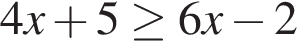 4x + 5 ≥ 6x − 2